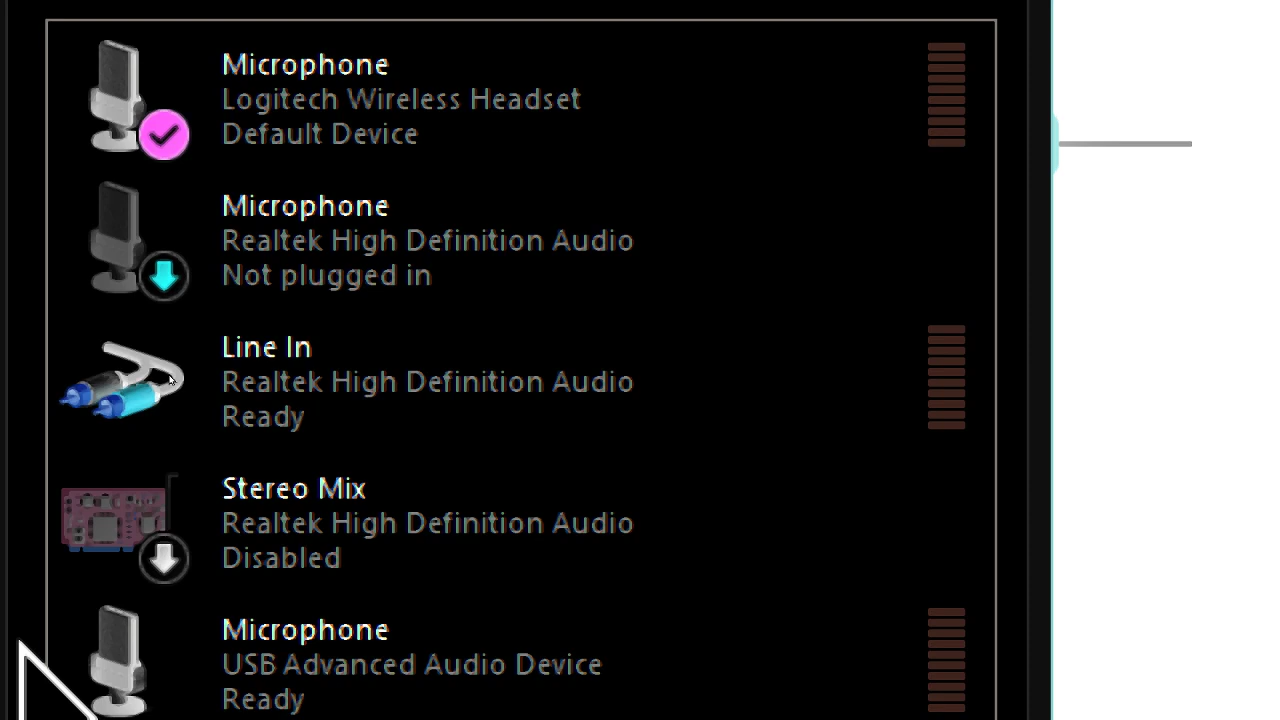 Microphone
Logitech Wireless Headset
Default Device
Microphone
Realtek High Definition Audio
Not plugged in
Line In
Realtek High Definition Audio
Ready
Stereo Mix
Realtek High Definition Audio
Disabled
Microphone
USB Advanced Audio Device
Ready